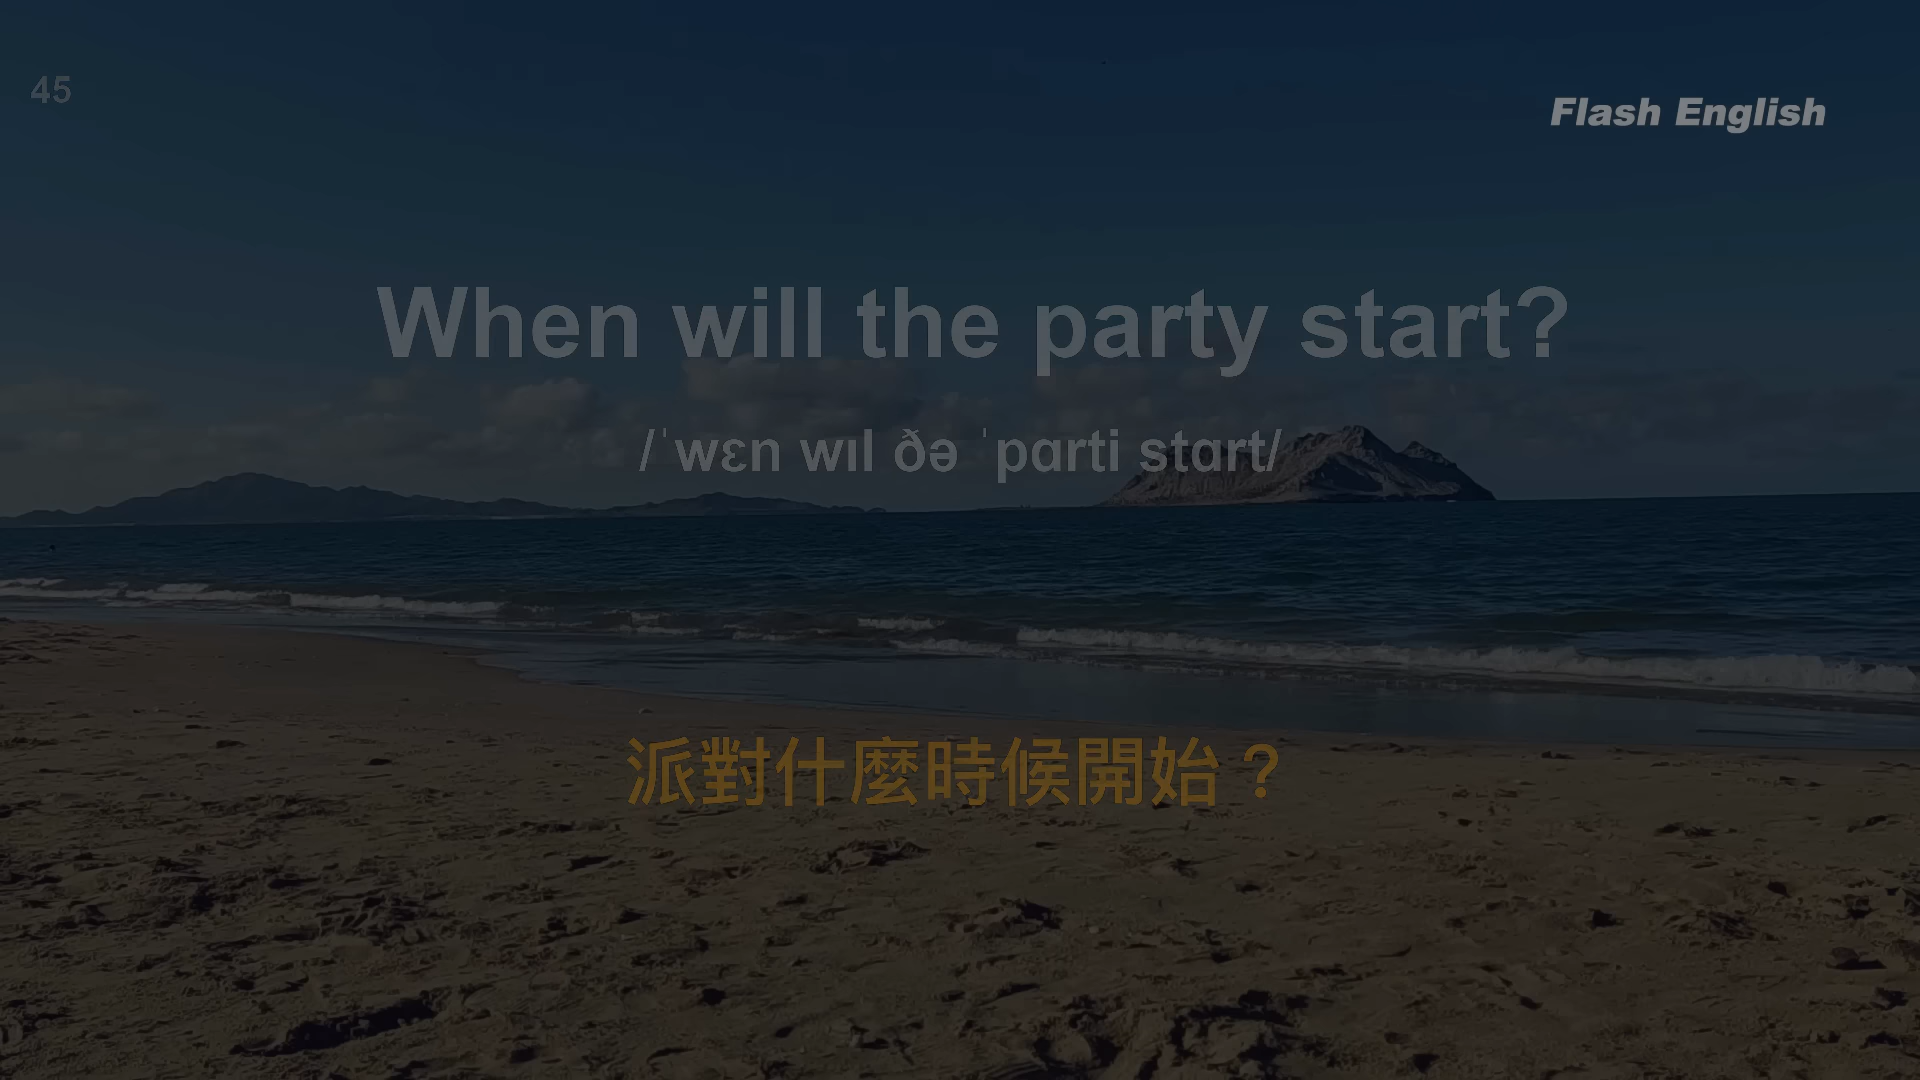 45
Flash English
When will the party start?
/ˈwɛn wɪl ðə ˈpɑrti stɑrt/
派對什麼時候開始？